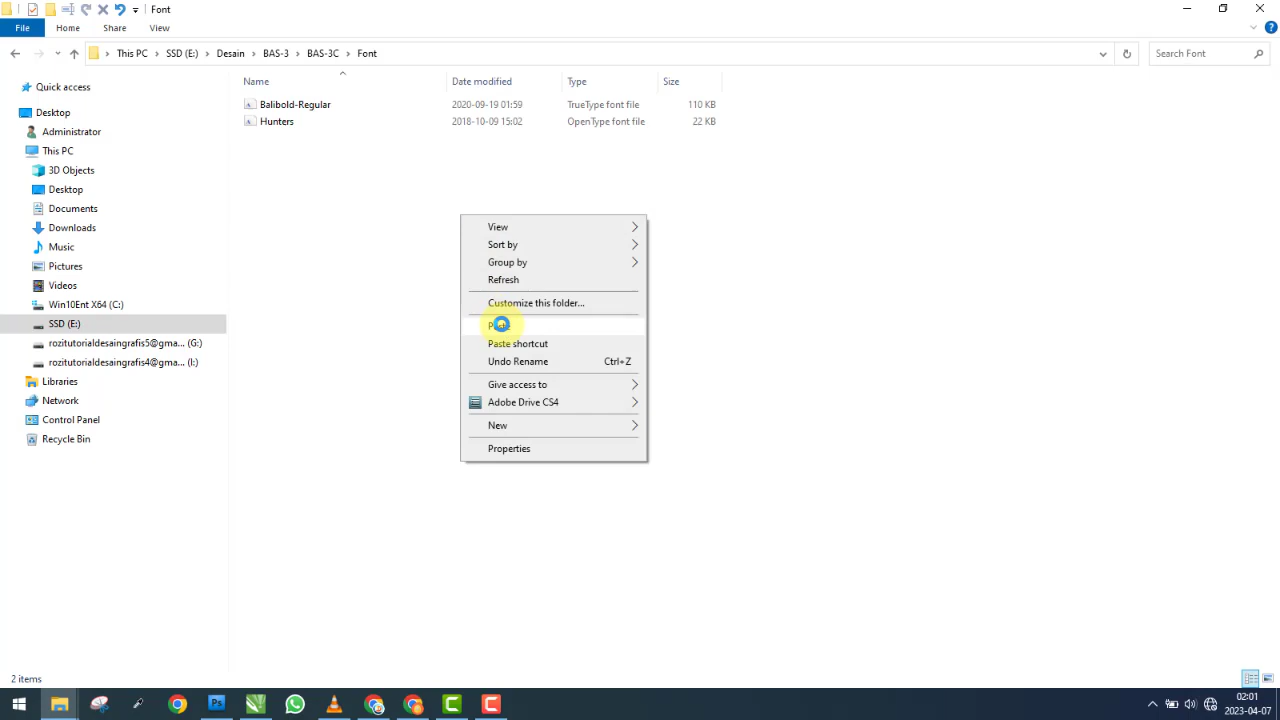 Font
File
Home
Share
View
This PC
SSD (E:)
Desain
BAS-3
BAS-3C
Font
Search Font
Quick access
Desktop
Administrator
This PC
3D Objects
Desktop
Documents
Downloads
Music
Pictures
Videos
Win10Ent X64 (C:)
SSD (E:)
rozitutorialdesaingrafis5@gma... (G:)
rozitutorialdesaingrafis4@gma... (I:)
Libraries
Network
Control Panel
Recycle Bin
Name Date modified Type Size
Balibold-Regular 2020-09-19 01:59 TrueType font file 110 KB
Hunters 2018-10-09 15:02 OpenType font file 22 KB
View
Sort by
Group by
Refresh
Customize this folder...
Paste shortcut
Undo Rename Ctrl+Z
Give access to
Adobe Drive CS4
New
Properties
2 items
Ps
02:01
2023-04-07